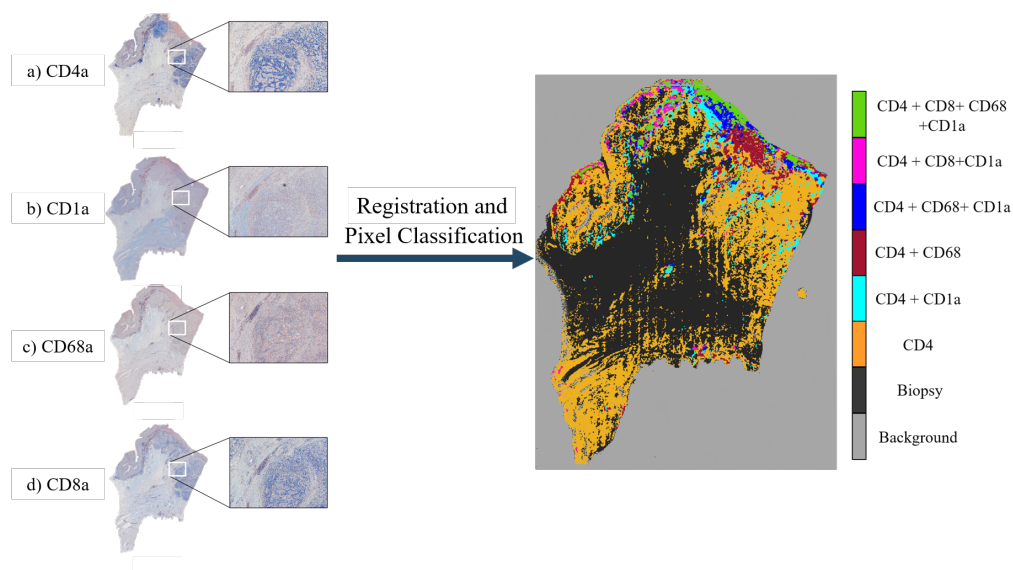 a) CD4a
b) CD1a
c) CD68a
d) CD8a
Registration and
Pixel Classification
CD4 + CD8+ CD68
+CD1a
CD4 + CD8+CD1a
CD4 + CD68+ CD1a
CD4 + CD68
CD4 + CD1a
CD4
Biopsy
Background